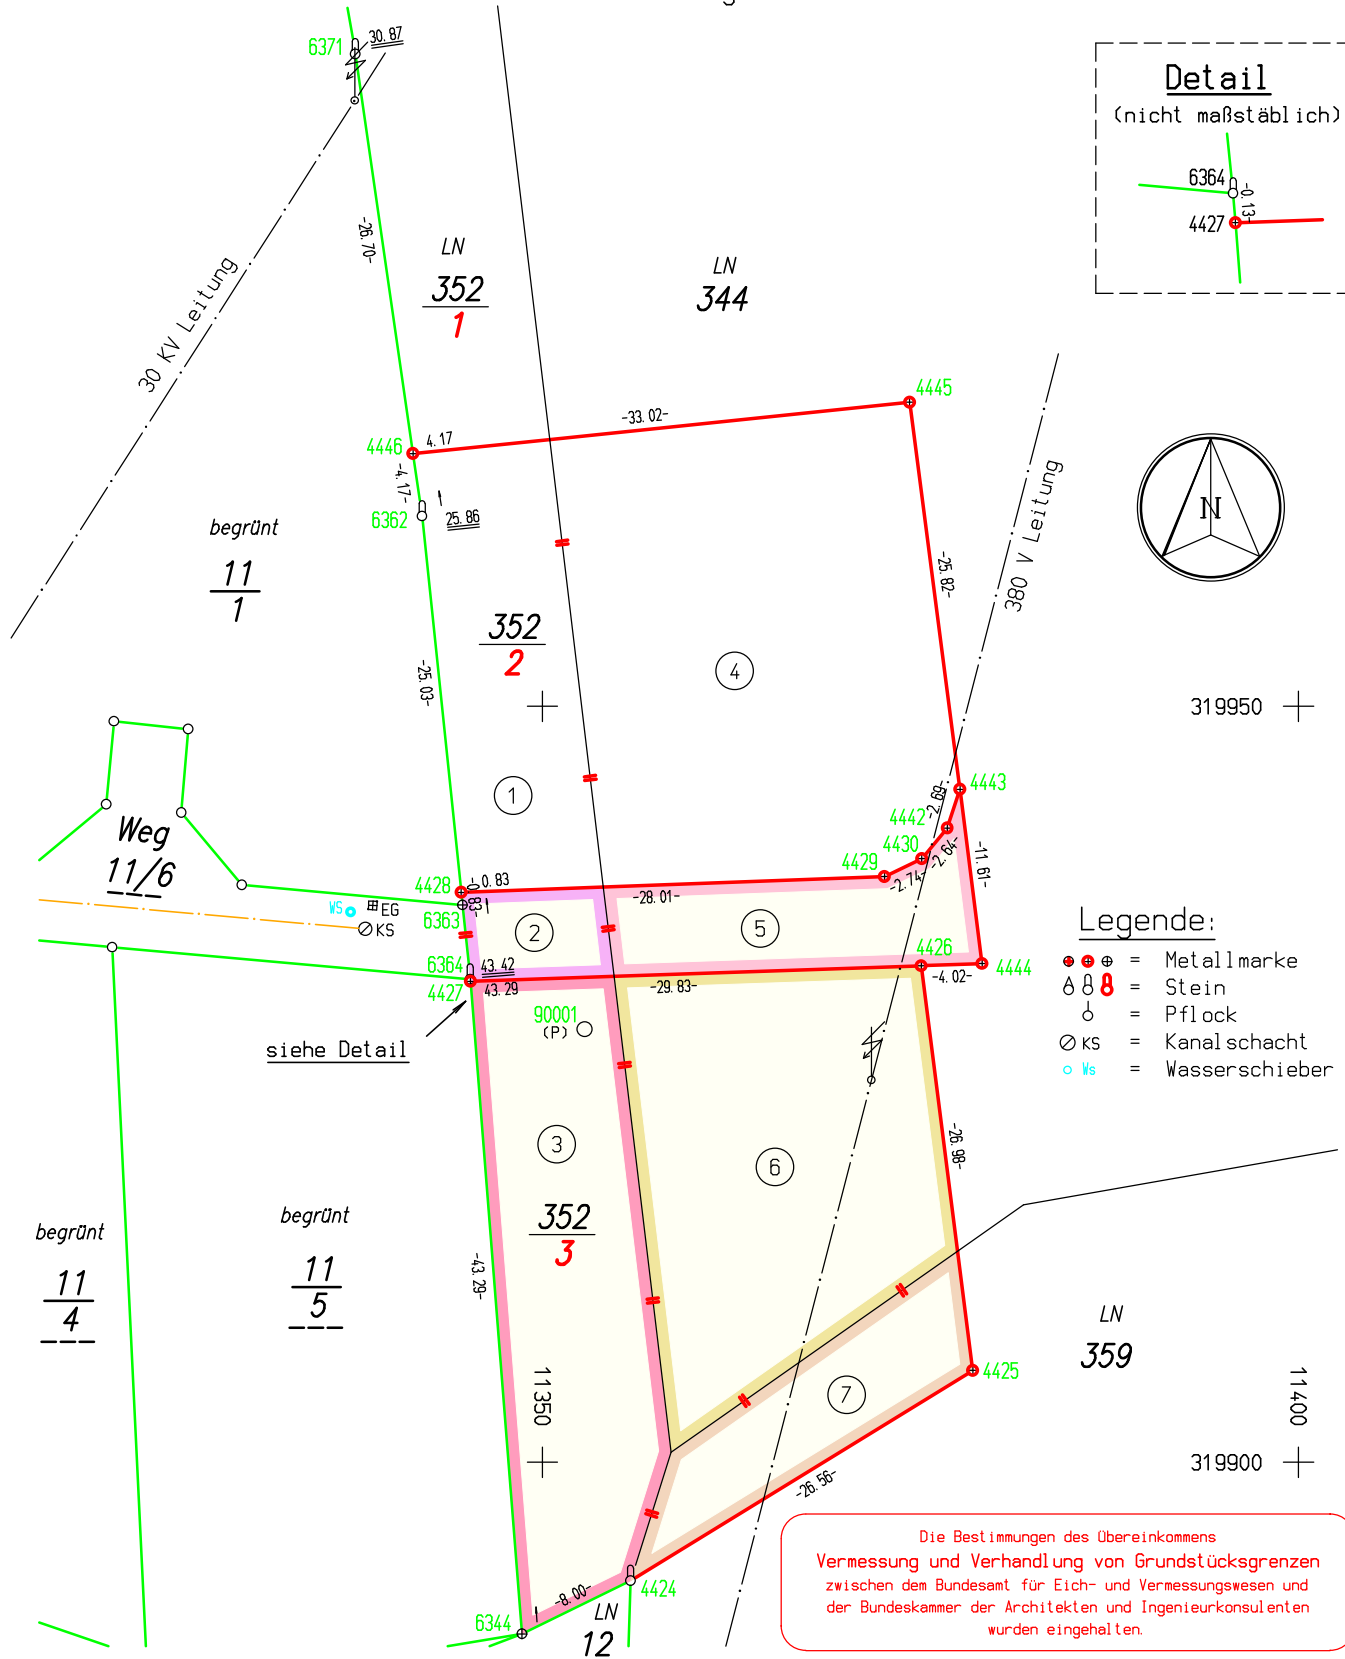 6371
30.87
Detail
(nicht maßstäblich)
6364
-0.13-
4427
-26.70-
LN
352
1
LN
344
30 KV Leitung
4445
-33.02-
4446
4.17
-4.17-
6362
25.86
begrünt
11
1
N
-25.82-
380 V Leitung
352
2
4
-25.03-
319950
1
4443
-2.69-
4442
Weg
11/6
4430
-2.64-
-11.61-
4429
-2.74-
4428
0.83
-0.83-
-28.01-
WS
EG
KS
6363
2
5
Legende:
4426
6364
43.42
4427
43.29
-29.83-
-4.02-
4444
= Metallmarke
= Stein
= Pflock
KS = Kanalschacht
Ws = Wasserschieber
90001
(P)
siehe Detail
3
6
-26.98-
352
3
begrünt
11
4
begrünt
11
5
-43.29-
LN
359
11350
7
4425
11400
319900
-26.56-
Die Bestimmungen des Übereinkommens
Vermessung und Verhandlung von Grundstücksgrenzen
zwischen dem Bundesamt für Eich- und Vermessungswesen und
der Bundeskammer der Architekten und Ingenieurkonsulenten
wurden eingehalten.
4424
-8.00-
6344
LN
12